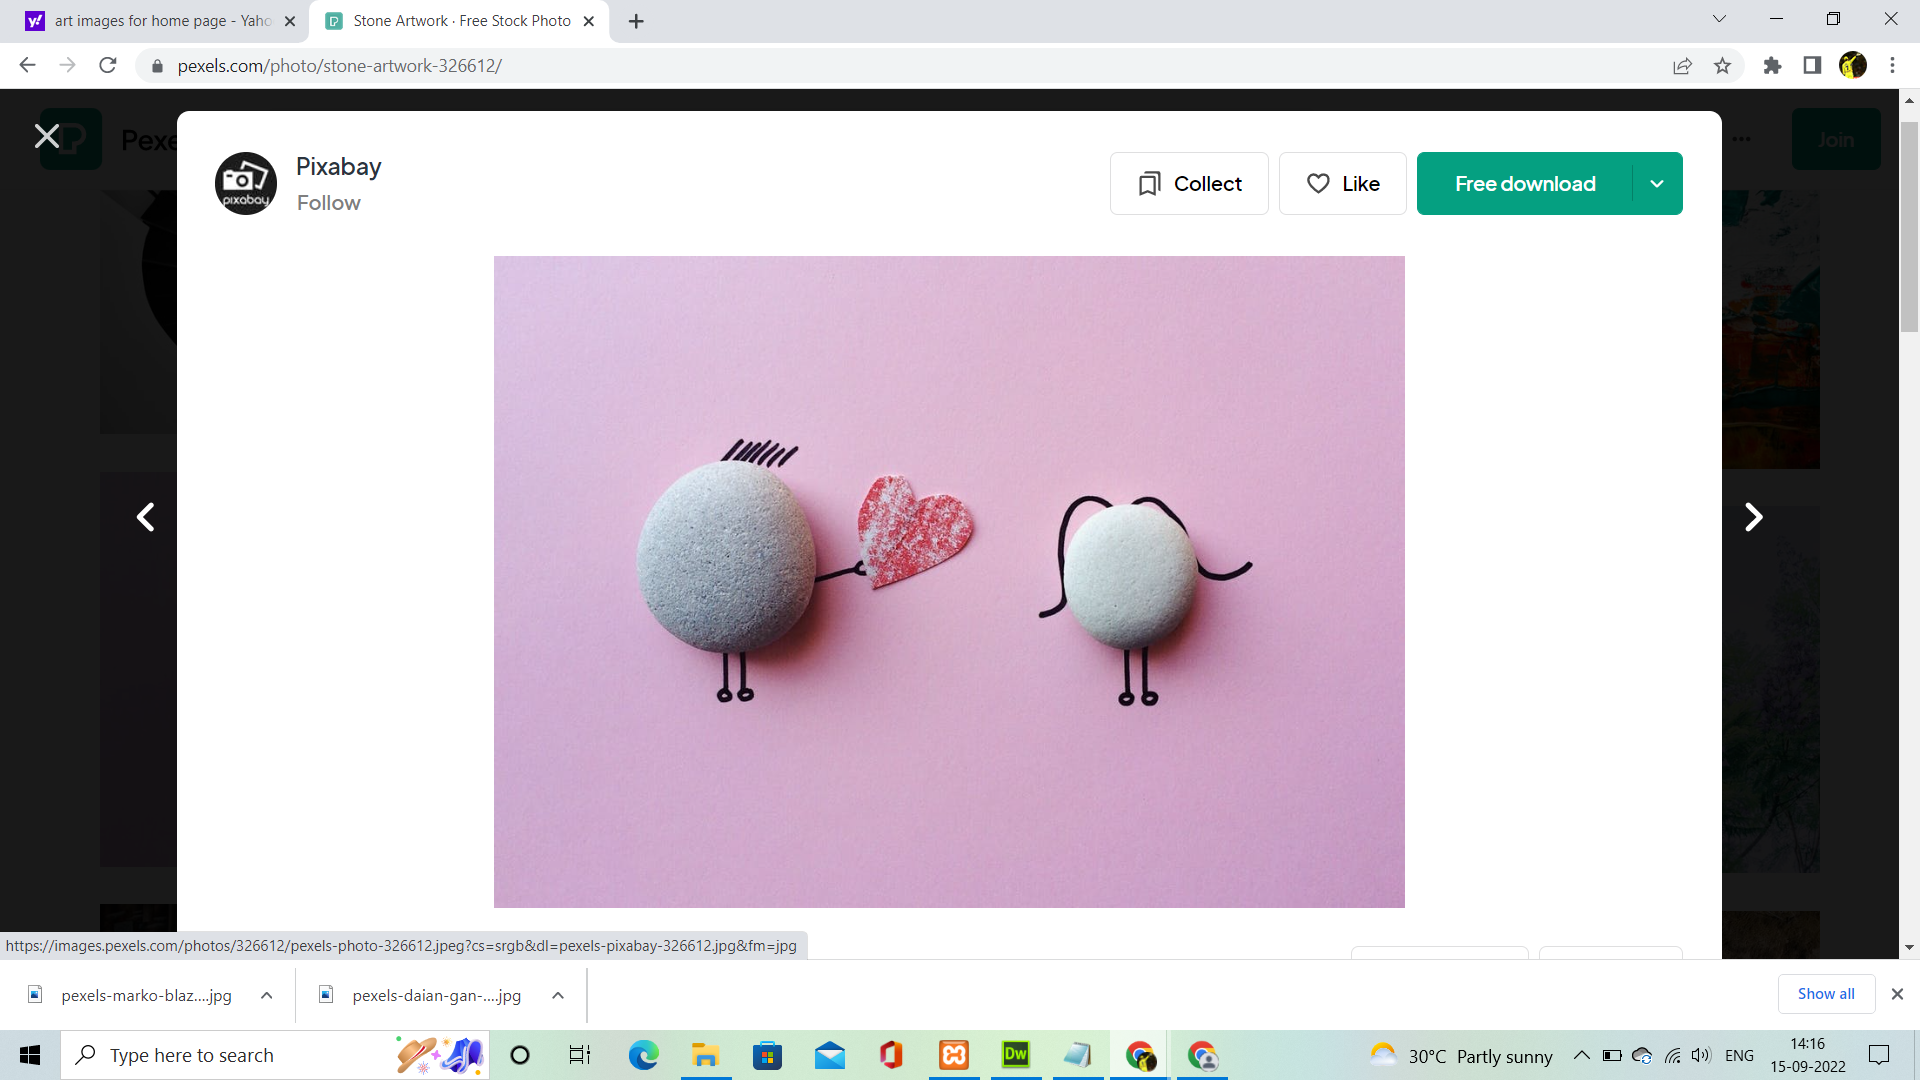 art images for home page - Yaho
Stone Artwork · Free Stock Photo
pexels.com/photo/stone-artwork-326612/
Pexe
Join
pixabay
Pixabay
Follow
Collect
Like
Free download
https://images.pexels.com/photos/326612/pexels-photo-326612.jpeg?cs=srgb&dl=pexels-pixabay-326612.jpg&fm=jpg
pexels-marko-blaz....jpg
pexels-daian-gan-....jpg
Show all
Type here to search
Dw
30°C Partly sunny
ENG
14:16
15-09-2022